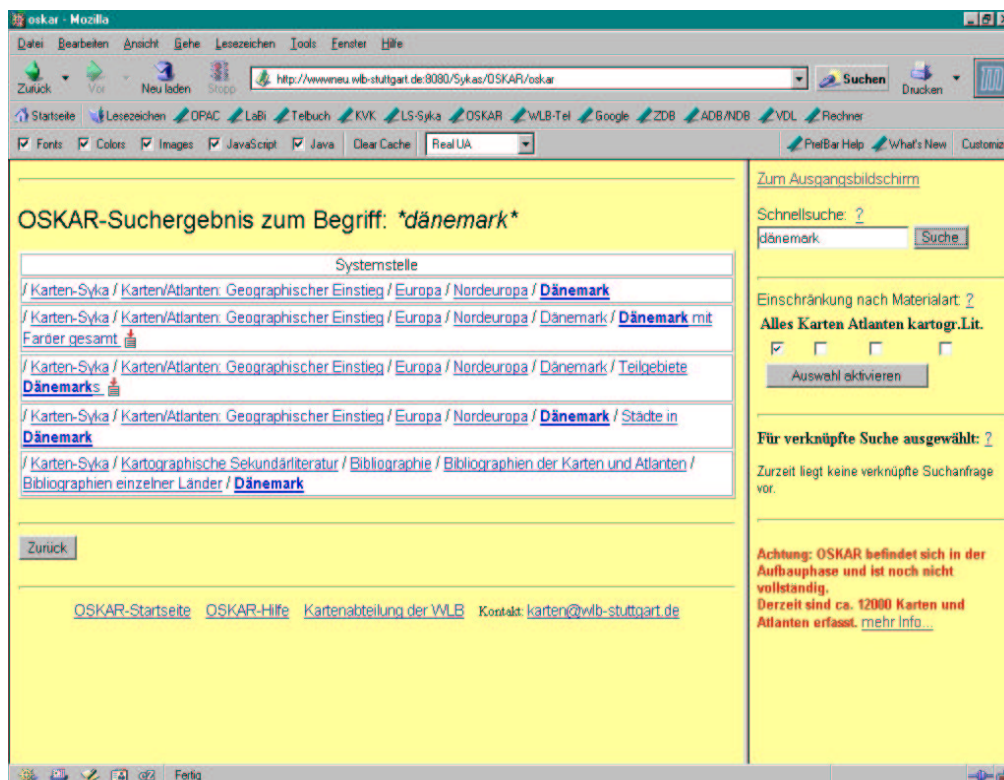 oskar - Mozilla
Datei Bearbeiten Ansicht Gehe Lesezeichen Tools Fenster Hilfe
Zurück Vor Neu laden Stopp http://wwwneu.wlb-stuttgart.de:8080/Sykas/OSKAR/oskar Suchen Drucken
Startseite Lesezeichen OPAC LaBi Telbuch KVK LS-Syka OSKAR WLB-Tel Google ZDB ADB/NDB VDL Rechner
Fonts Colors Images JavaScript Java Clear Cache Real UA PrefBar Help What's New Customiz
OSKAR-Suchergebnis zum Begriff: *dänemark*
Systemstelle
/ Karten-Syka / Karten/Atlanten: Geographischer Einstieg / Europa / Nordeuropa / Dänemark
/ Karten-Syka / Karten/Atlanten: Geographischer Einstieg / Europa / Nordeuropa / Dänemark / Dänemark mit
Faröer gesamt
/ Karten-Syka / Karten/Atlanten: Geographischer Einstieg / Europa / Nordeuropa / Dänemark / Teilgebiete
Dänemarks
/ Karten-Syka / Karten/Atlanten: Geographischer Einstieg / Europa / Nordeuropa / Dänemark / Städte in
Dänemark
/ Karten-Syka / Kartographische Sekundärliteratur / Bibliographie / Bibliographien der Karten und Atlanten /
Bibliographien einzelner Länder / Dänemark
Zurück
OSKAR-Startseite OSKAR-Hilfe Kartenabteilung der WLB Kontakt: karten@wlb-stuttgart.de
Zum Ausgangsbildschirm
Schnellsuche: ?
dänemark Suche
Einschränkung nach Materialart: ?
Alles Karten Atlanten kartogr.Lit.
Auswahl aktivieren
Für verknüpfte Suche ausgewählt: ?
Zurzeit liegt keine verknüpfte Suchanfrage
vor.
Achtung: OSKAR befindet sich in der
Aufbauphase und ist noch nicht
vollständig.
Derzeit sind ca. 12000 Karten und
Atlanten erfasst. mehr Info...
Fertig